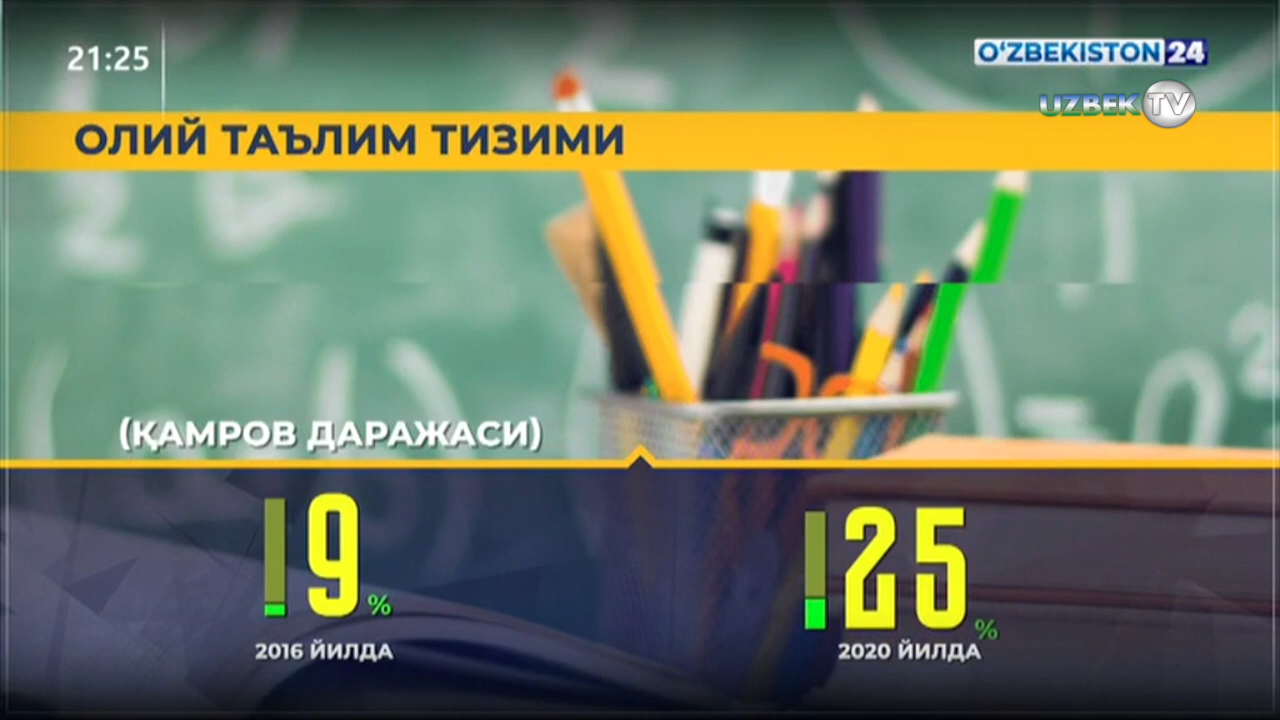 21:25
O‘ZBEKISTON 24
UZBEK TV
ОЛИЙ ТАЪЛИМ ТИЗИМИ
(ҚАМРОВ ДАРАЖАСИ)
9 %
25 %
2016 ЙИЛДА
2020 ЙИЛДА